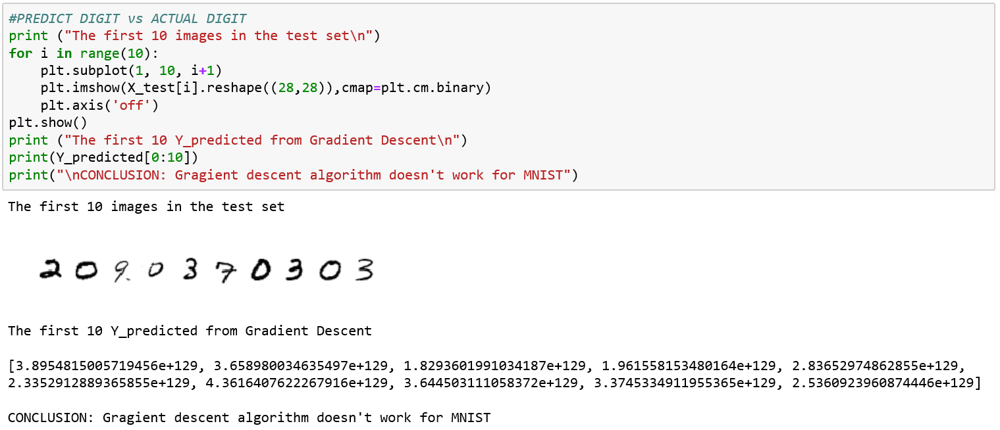 #PREDICT DIGIT vs ACTUAL DIGIT
print ("The first 10 images in the test set\n")
for i in range(10):
    plt.subplot(1, 10, i+1)
    plt.imshow(X_test[i].reshape((28,28)),cmap=plt.cm.binary)
    plt.axis('off')
plt.show()
print ("The first 10 Y_predicted from Gradient Descent\n")
print(Y_predicted[0:10])
print("\nCONCLUSION: Gragient descent algorithm doesn't work for MNIST")
The first 10 images in the test set
2 0 9 0 3 7 0 3 0 3
The first 10 Y_predicted from Gradient Descent
[3.8954815005719456e+129, 3.658980034635497e+129, 1.8293601991034187e+129, 1.961558153480164e+129, 2.83652974862855e+129,
2.3352912889365855e+129, 4.3616407622267916e+129, 3.644503111058372e+129, 3.3745334911955365e+129, 2.5360923960874446e+129]
CONCLUSION: Gragient descent algorithm doesn't work for MNIST